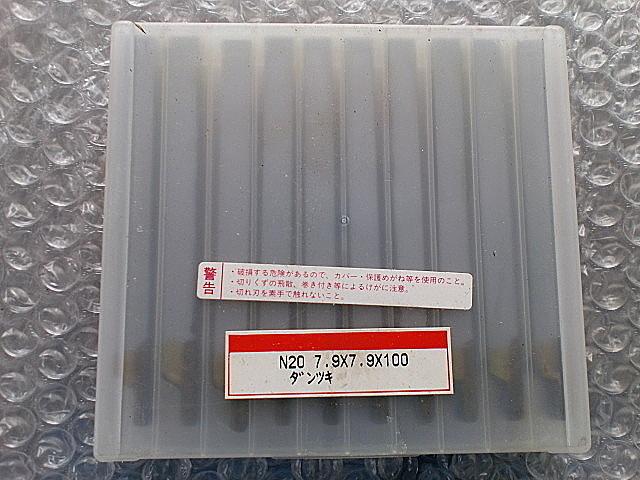 警告
・破損する危険があるので、カバー・保護めがね等を使用のこと。
・切りくずの飛散、巻き付き等によるけがに注意。
・切れ刃を素手で触れないこと。
N20 7.9X7.9X100
ダンツキ